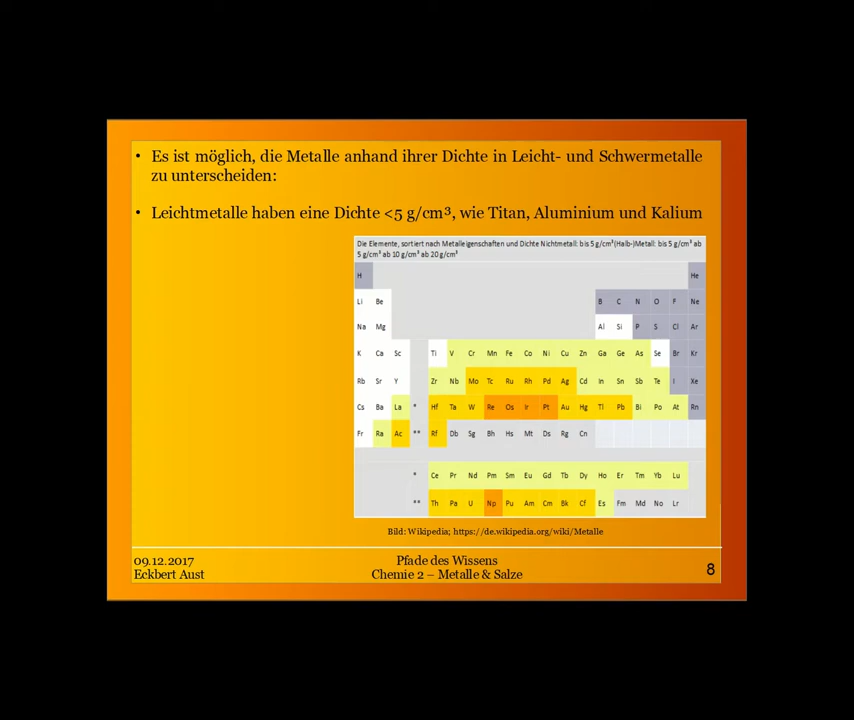 • Es ist möglich, die Metalle anhand ihrer Dichte in Leicht- und Schwermetalle
zu unterscheiden:
• Leichtmetalle haben eine Dichte <5 g/cm³, wie Titan, Aluminium und Kalium
Die Elemente, sortiert nach Metalleigenschaften und Dichte Nichtmetall: bis 5 g/cm³(Halb-)Metall: bis 5 g/cm³ ab
5 g/cm³ ab 10 g/cm³ ab 20 g/cm³
H He
Li Be B C N O F Ne
Na Mg Al Si P S Cl Ar
K Ca Sc Ti V Cr Mn Fe Co Ni Cu Zn Ga Ge As Se Br Kr
Rb Sr Y Zr Nb Mo Tc Ru Rh Pd Ag Cd In Sn Sb Te I Xe
Cs Ba La * Hf Ta W Re Os Ir Pt Au Hg Tl Pb Bi Po At Rn
Fr Ra Ac ** Rf Db Sg Bh Hs Mt Ds Rg Cn
* Ce Pr Nd Pm Sm Eu Gd Tb Dy Ho Er Tm Yb Lu
** Th Pa U Np Pu Am Cm Bk Cf Es Fm Md No Lr
Bild: Wikipedia; https://de.wikipedia.org/wiki/Metalle
09.12.2017
Eckbert Aust
Pfade des Wissens
Chemie 2 – Metalle & Salze
8